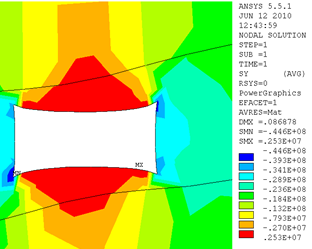 ANSYS 5.5.1
JUN 12 2010
12:43:59
NODAL SOLUTION
STEP=1
SUB =1
TIME=1
SY (AVG)
RSYS=0
PowerGraphics
EFACET=1
AVRES=Mat
DMX =.086878
SMN =-.446E+08
SMX =.253E+07
-.446E+08
-.393E+08
-.341E+08
-.289E+08
-.236E+08
-.184E+08
-.132E+08
-.793E+07
-.270E+07
.253E+07
MX
MN